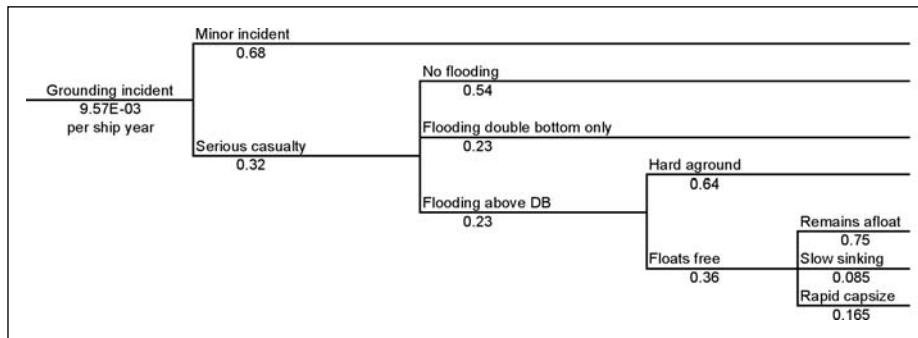 Minor incident
0.68
No flooding
0.54
Grounding incident
9.57E-03
per ship year
Flooding double bottom only
0.23
Serious casualty
0.32
Hard aground
0.64
Flooding above DB
0.23
Remains afloat
0.75
Floats free
0.36
Slow sinking
0.085
Rapid capsize
0.165